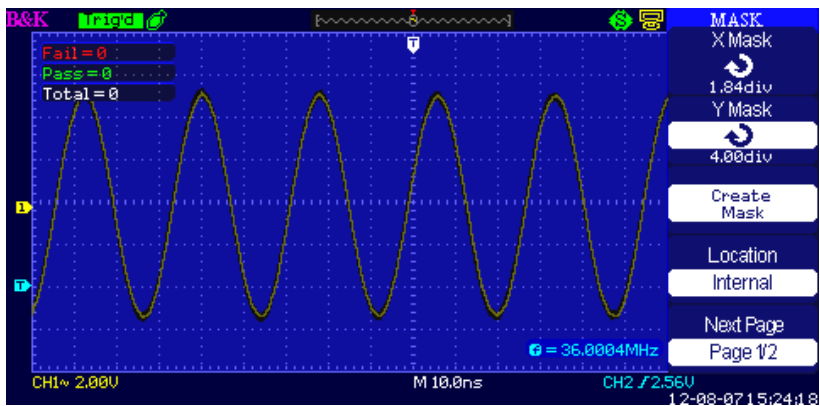 B&K Trig'd S MASK
Fail=0
Pass=0
Total=0
T
1
T
X Mask
1.84div
Y Mask
4.00div
Create
Mask
Location
Internal
Next Page
Page 1/2
f = 36.0004MHz
CH1~ 2.00V M 10.0ns CH2 2.56V
12-08-07 15:24:18